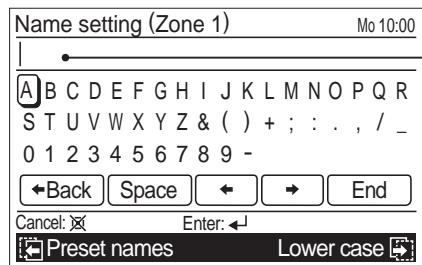 Name setting (Zone 1) Mo 10:00
A B C D E F G H I J K L M N O P Q R
S T U V W X Y Z & ( ) + ; : . , / _
0 1 2 3 4 5 6 7 8 9 -
←Back Space ← → End
Cancel: Enter: ↵
Preset names Lower case